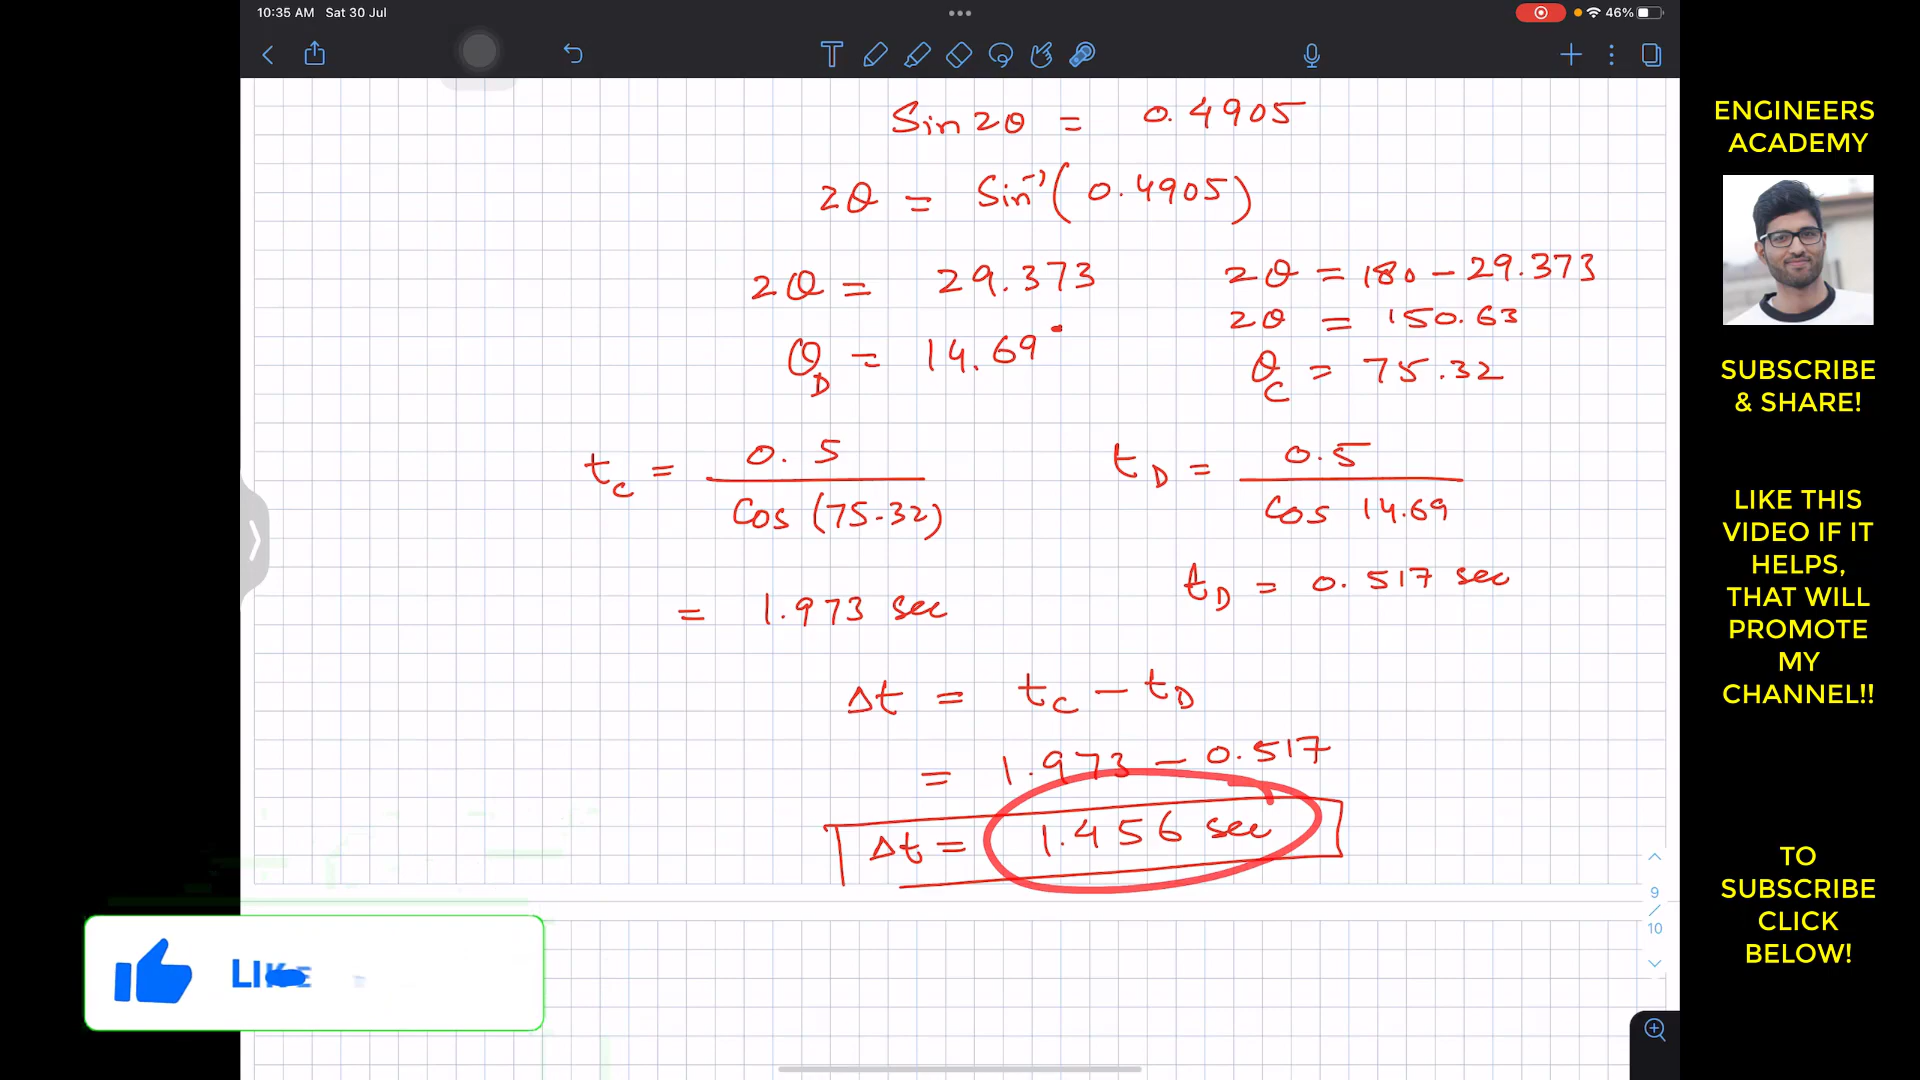 10:35 AM Sat 30 Jul
46%
Sin 2θ = 0.4905
2θ = Sin⁻¹(0.4905)
2θ = 29.373
θD = 14.69°
2θ = 180 - 29.373
2θ = 150.63
θC = 75.32
tC = 0.5 / Cos (75.32)
= 1.973 sec
tD = 0.5 / Cos 14.69
tD = 0.517 sec
Δt = tC - tD
= 1.973 - 0.517
Δt = 1.456 sec
9
/
10
ENGINEERS
ACADEMY
SUBSCRIBE
& SHARE!
LIKE THIS
VIDEO IF IT
HELPS,
THAT WILL
PROMOTE
MY
CHANNEL!!
TO
SUBSCRIBE
CLICK
BELOW!
LIKE